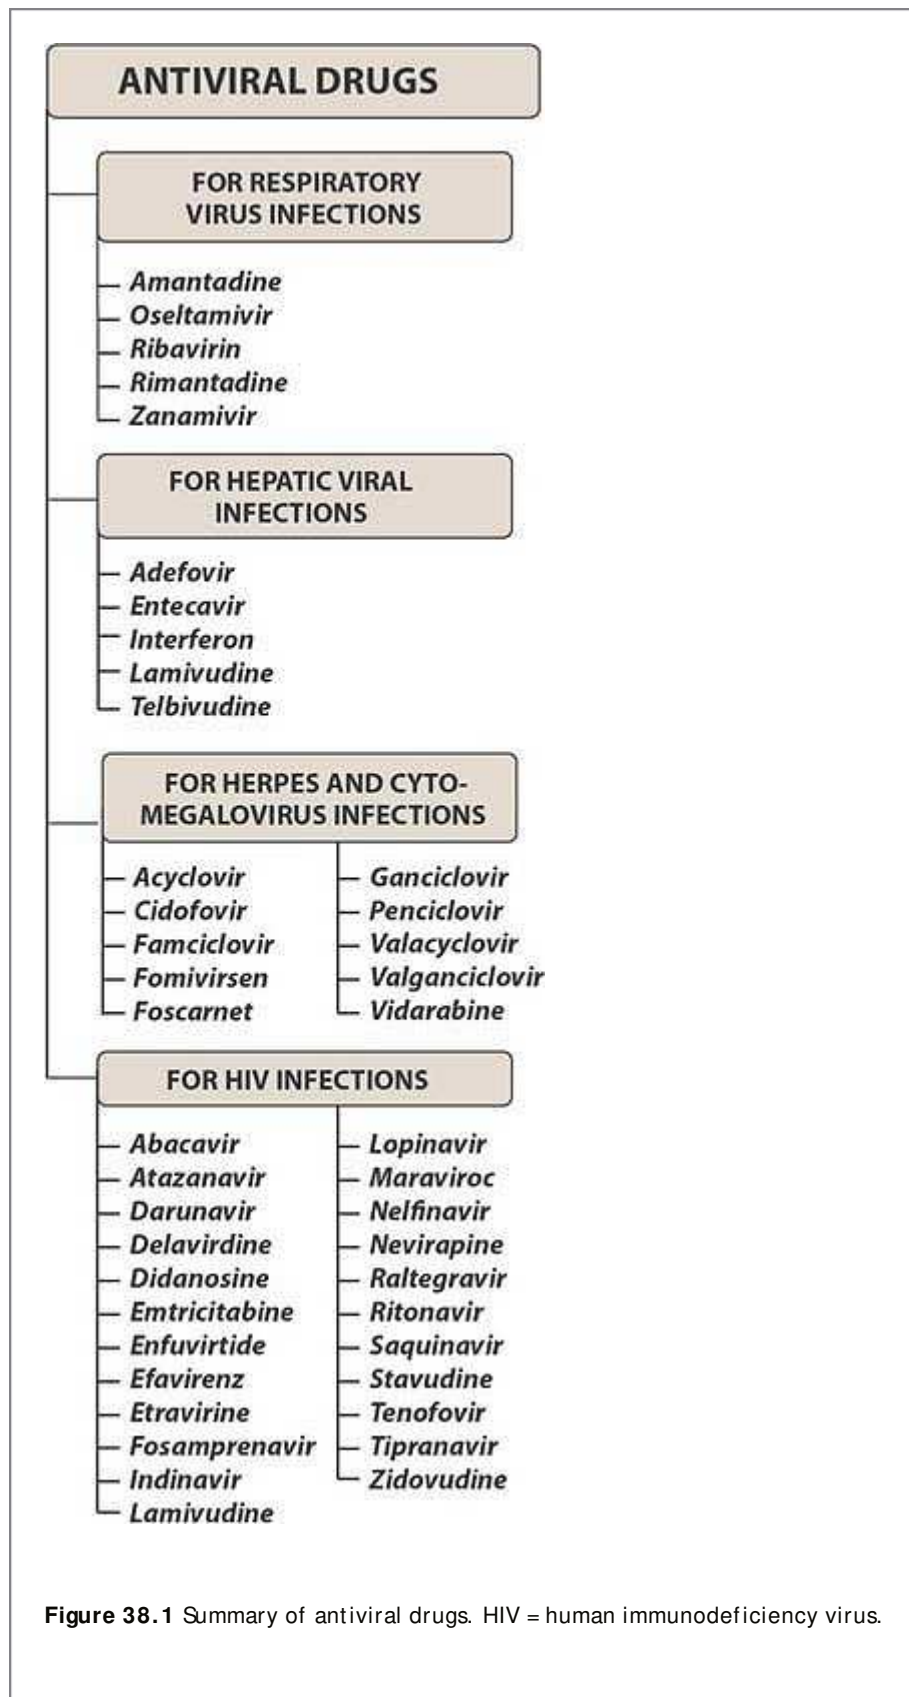 ANTIVIRAL DRUGS
FOR RESPIRATORY
VIRUS INFECTIONS
Amantadine
Oseltamivir
Ribavirin
Rimantadine
Zanamivir
FOR HEPATIC VIRAL
INFECTIONS
Adefovir
Entecavir
Interferon
Lamivudine
Telbivudine
FOR HERPES AND CYTO-
MEGALOVIRUS INFECTIONS
Acyclovir
Cidofovir
Famciclovir
Fomivirsen
Foscarnet
Ganciclovir
Penciclovir
Valacyclovir
Valganciclovir
Vidarabine
FOR HIV INFECTIONS
Abacavir
Atazanavir
Darunavir
Delavirdine
Didanosine
Emtricitabine
Enfuvirtide
Efavirenz
Etravirine
Fosamprenavir
Indinavir
Lamivudine
Lopinavir
Maraviroc
Nelfinavir
Nevirapine
Raltegravir
Ritonavir
Saquinavir
Stavudine
Tenofovir
Tipranavir
Zidovudine
Figure 38.1 Summary of antiviral drugs. HIV = human immunodeficiency virus.